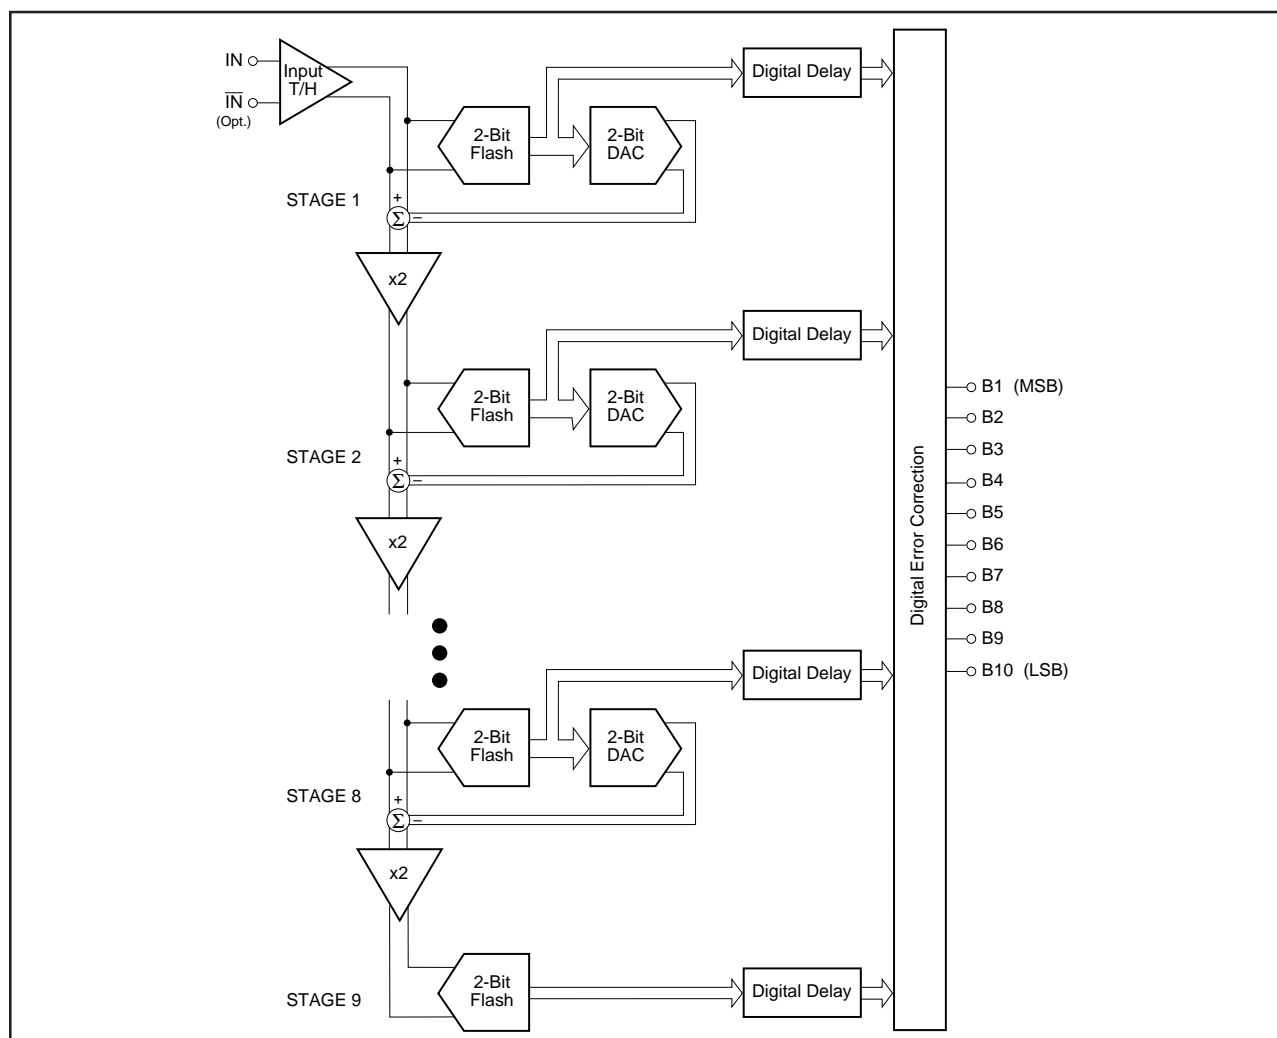 IN
Input
T/H
IN
(Opt.)
Digital Delay
2-Bit
Flash
2-Bit
DAC
STAGE 1
+
Σ
–
x2
Digital Delay
2-Bit
Flash
2-Bit
DAC
STAGE 2
+
Σ
–
x2
Digital Error Correction
B1 (MSB)
B2
B3
B4
B5
B6
B7
B8
B9
B10 (LSB)
Digital Delay
2-Bit
Flash
2-Bit
DAC
STAGE 8
+
Σ
–
x2
2-Bit
Flash
Digital Delay
STAGE 9